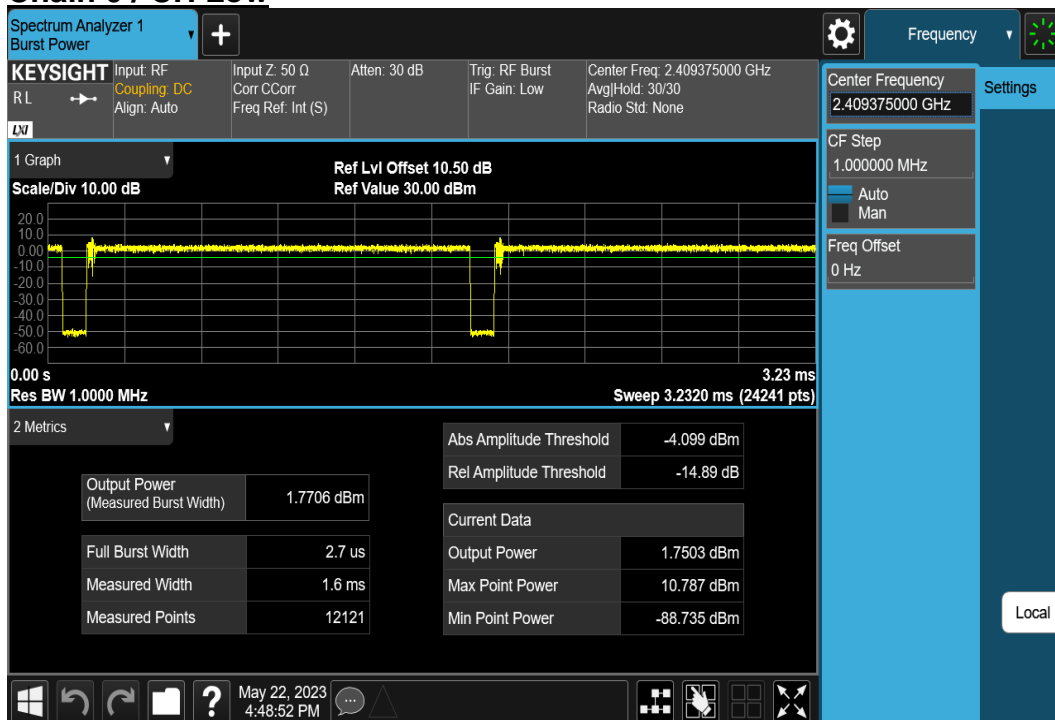 Spectrum Analyzer 1
Burst Power
+
Frequency
KEYSIGHT
R L
LXI
Input: RF
Coupling: DC
Align: Auto
Input Z: 50 Ω
Corr CCorr
Freq Ref: Int (S)
Atten: 30 dB
Trig: RF Burst
IF Gain: Low
Center Freq: 2.409375000 GHz
Avg|Hold: 30/30
Radio Std: None
Center Frequency
2.409375000 GHz
Settings
CF Step
1.000000 MHz
Auto
Man
Freq Offset
0 Hz
1 Graph
Scale/Div 10.00 dB
Ref Lvl Offset 10.50 dB
Ref Value 30.00 dBm
20.0
10.0
0.00
-10.0
-20.0
-30.0
-40.0
-50.0
-60.0
0.00 s
3.23 ms
Res BW 1.0000 MHz
Sweep 3.2320 ms (24241 pts)
2 Metrics
Output Power
(Measured Burst Width)
1.7706 dBm
Full Burst Width 2.7 us
Measured Width 1.6 ms
Measured Points 12121
Abs Amplitude Threshold -4.099 dBm
Rel Amplitude Threshold -14.89 dB
Current Data
Output Power 1.7503 dBm
Max Point Power 10.787 dBm
Min Point Power -88.735 dBm
Local
?
May 22, 2023
4:48:52 PM